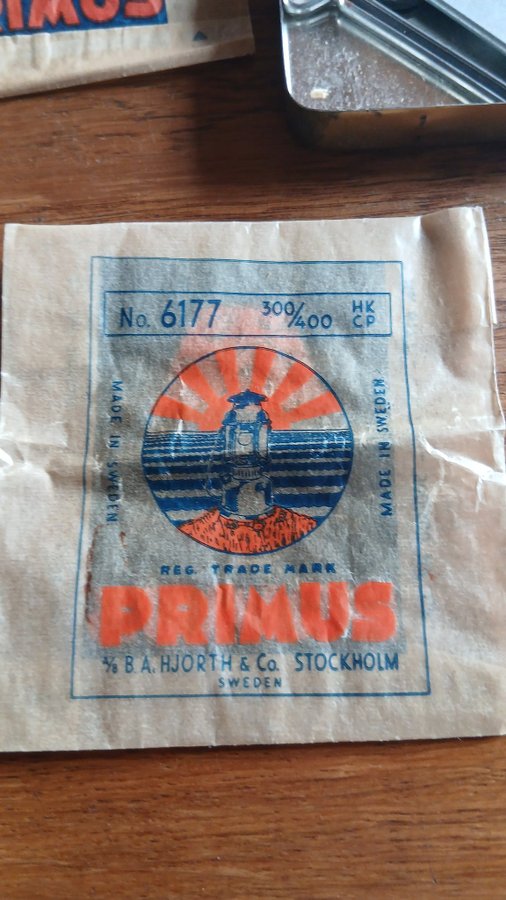 PRIMUS
No. 6177 300/400 HK CP
MADE IN SWEDEN
MADE IN SWEDEN
REG. TRADE MARK
PRIMUS
A/B B. A. HJORTH & Co. STOCKHOLM
SWEDEN